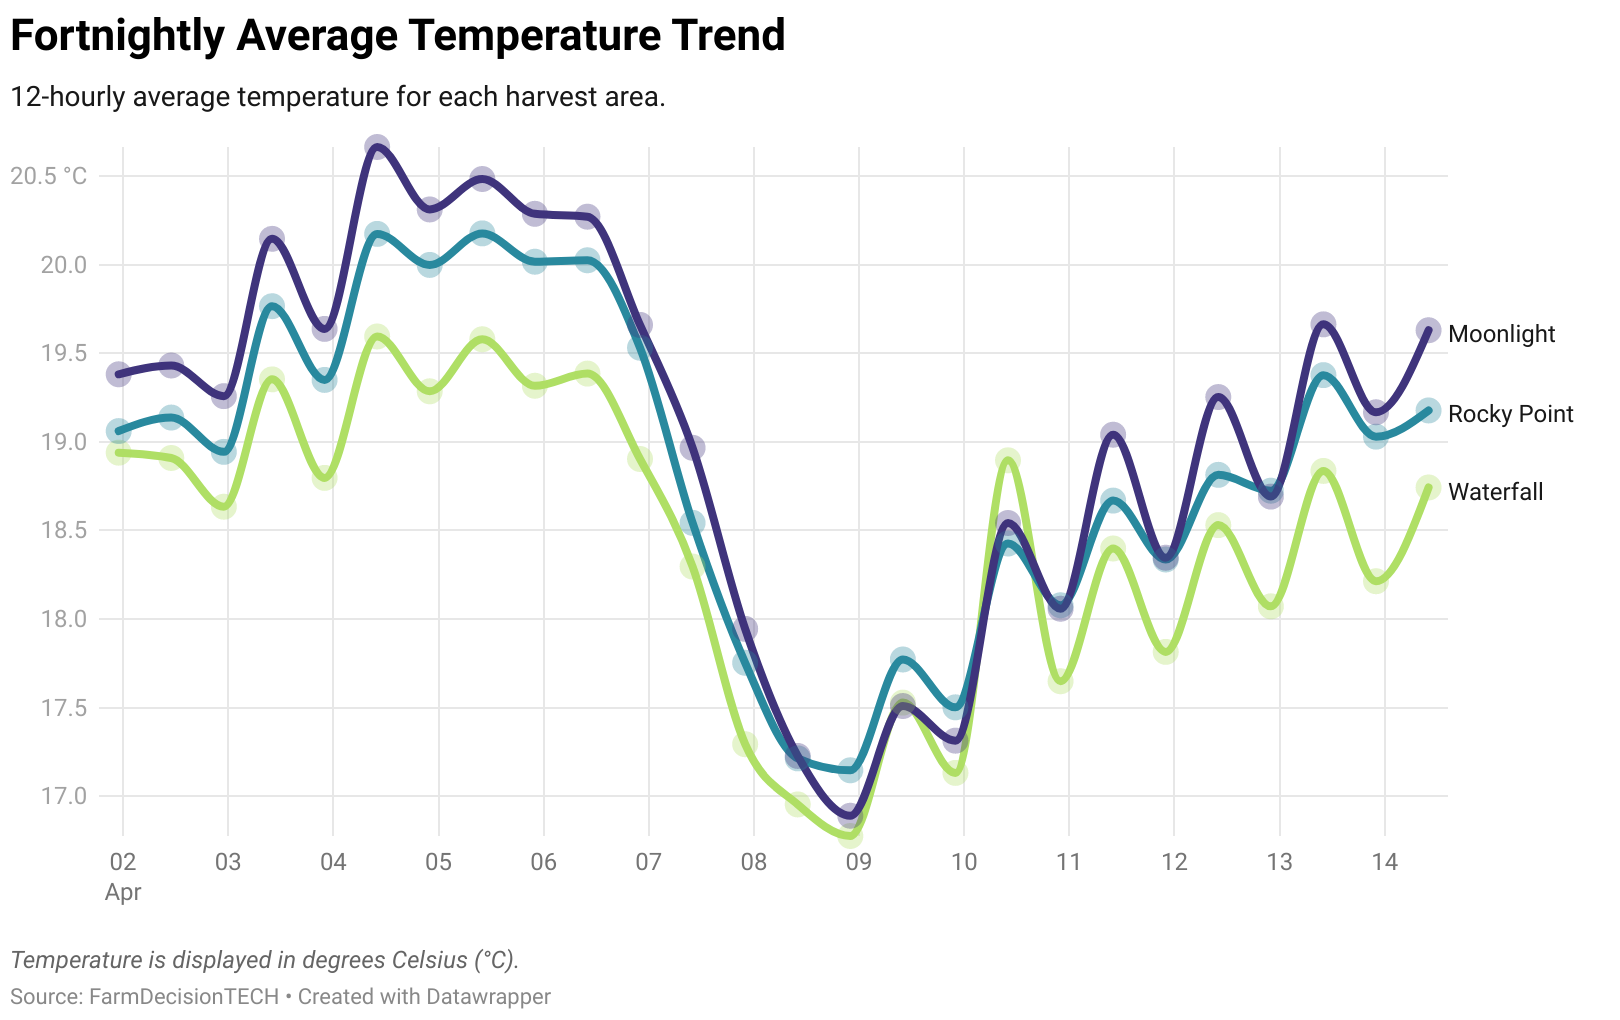 Fortnightly Average Temperature Trend
12-hourly average temperature for each harvest area.
20.5 °C
20.0
19.5
19.0
18.5
18.0
17.5
17.0
Moonlight
Rocky Point
Waterfall
02 03 04 05 06 07 08 09 10 11 12 13 14
Apr
Temperature is displayed in degrees Celsius (°C).
Source: FarmDecisionTECH • Created with Datawrapper